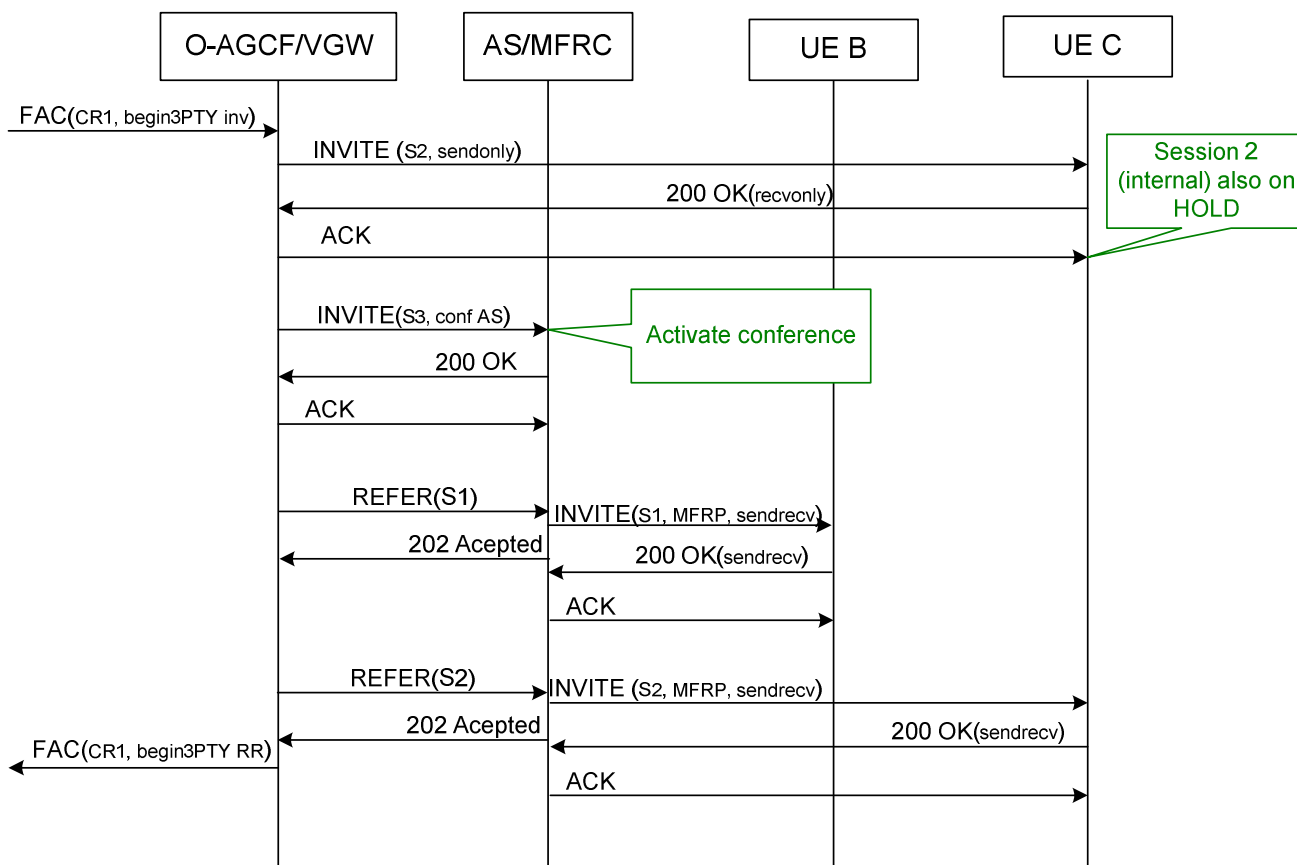 O-AGCF/VGW
AS/MFRC
UE B
UE C
FAC(CR1, begin3PTY inv)
INVITE (S2, sendonly)
Session 2
(internal) also on
HOLD
200 OK(recvonly)
ACK
INVITE(S3, conf AS)
Activate conference
200 OK
ACK
REFER(S1)
INVITE(S1, MFRP, sendrecv)
202 Acepted
200 OK(sendrecv)
ACK
REFER(S2)
INVITE (S2, MFRP, sendrecv)
202 Acepted
200 OK(sendrecv)
FAC(CR1, begin3PTY RR)
ACK